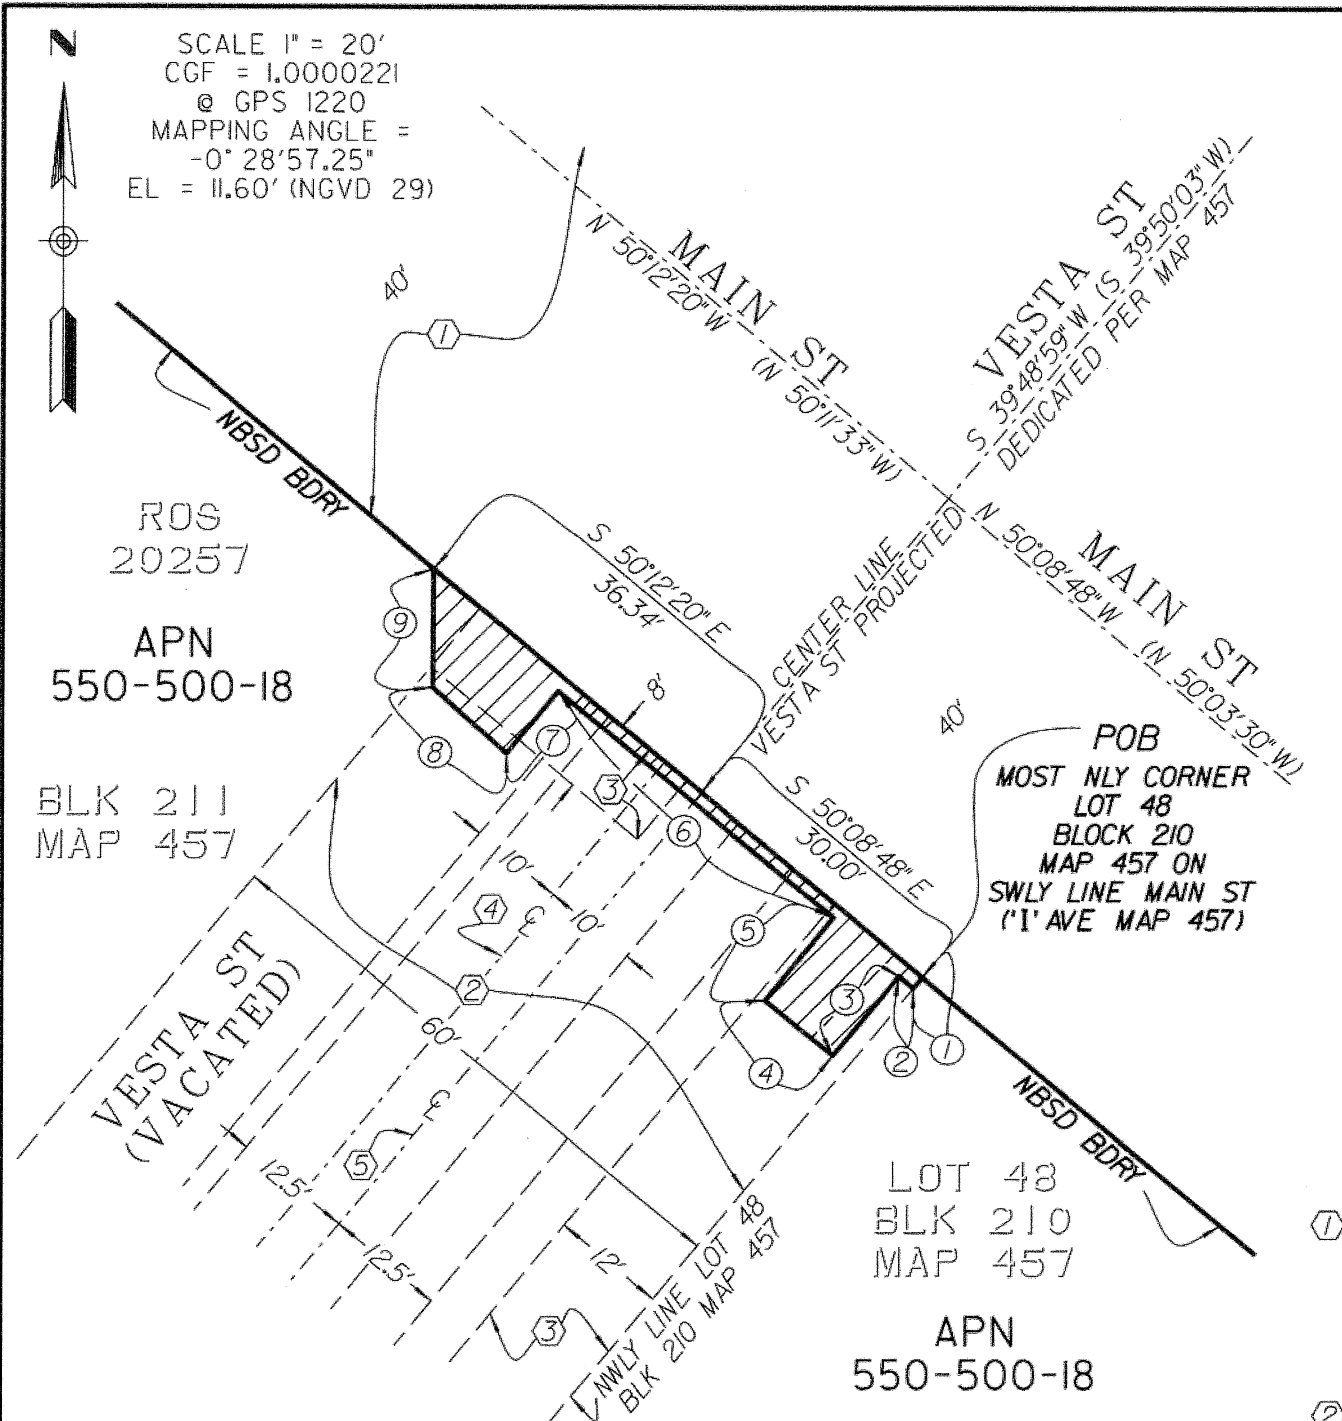 N
SCALE 1" = 20'
CGF = 1.0000221
@ GPS 1220
MAPPING ANGLE =
-0° 28'57.25"
EL = 11.60' (NGVD 29)
40'
1
N 50°12'20" W
MAIN ST
(N 50°11'33" W)
VESTA ST
S 39°48'59" W (S 39°50'03" W)
DEDICATED PER MAP 457
NBSD BDRY
ROS
20257
APN
550-500-18
BLK 211
MAP 457
S 50°12'20" E
36.34'
CENTER LINE
VESTA ST PROJECTED
N 50°08'48" W (N 50°03'30" W)
MAIN ST
40'
9
8
7
3
6
S 50°08'48" E
30.00'
POB
MOST NLY CORNER
LOT 48
BLOCK 210
MAP 457 ON
SWLY LINE MAIN ST
('I' AVE MAP 457)
10'
10'
4
℄
2
5
3
4
2
1
VESTA ST
(VACATED)
60'
℄
5
12.5'
12.5'
12'
3
NWLY LINE LOT 48
BLK 210 MAP 457
NBSD BDRY
LOT 48
BLK 210
MAP 457
APN
550-500-18
1
2